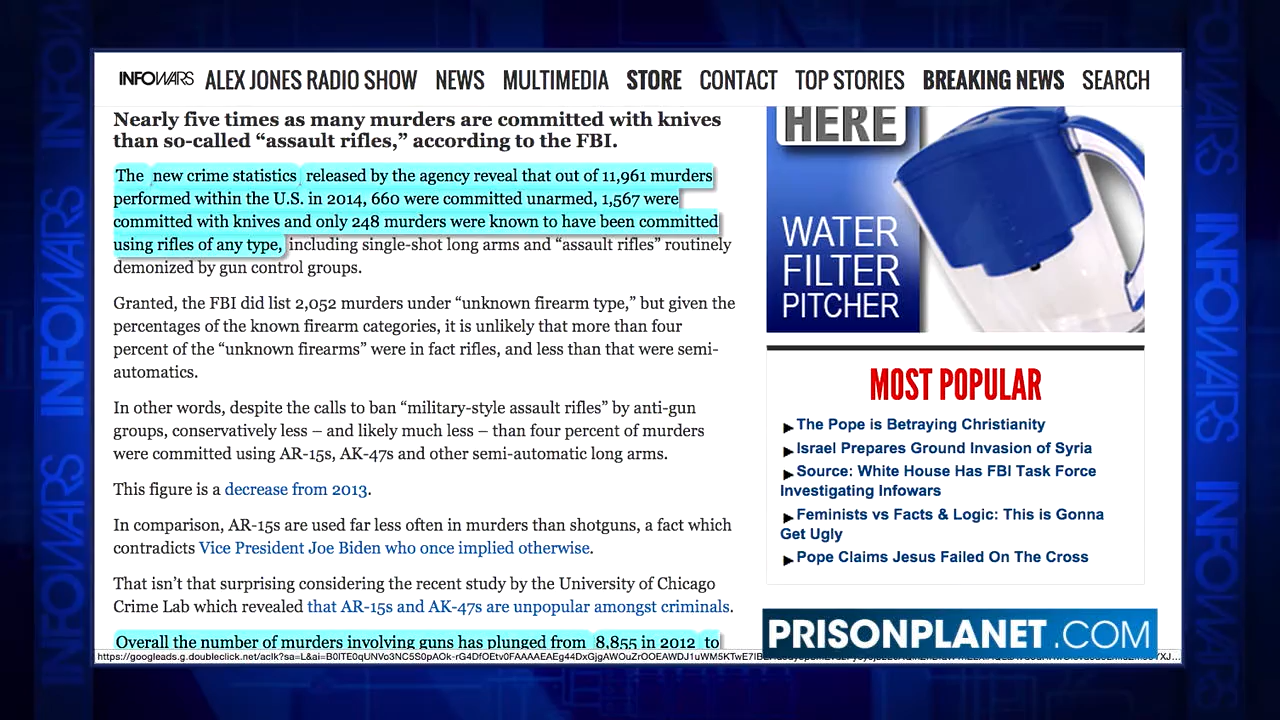 INFOWARS ALEX JONES RADIO SHOW NEWS MULTIMEDIA STORE CONTACT TOP STORIES BREAKING NEWS SEARCH
Nearly five times as many murders are committed with knives
than so-called “assault rifles,” according to the FBI.
The new crime statistics released by the agency reveal that out of 11,961 murders
performed within the U.S. in 2014, 660 were committed unarmed, 1,567 were
committed with knives and only 248 murders were known to have been committed
using rifles of any type, including single-shot long arms and “assault rifles” routinely
demonized by gun control groups.
Granted, the FBI did list 2,052 murders under “unknown firearm type,” but given the
percentages of the known firearm categories, it is unlikely that more than four
percent of the “unknown firearms” were in fact rifles, and less than that were semi-
automatics.
In other words, despite the calls to ban “military-style assault rifles” by anti-gun
groups, conservatively less – and likely much less – than four percent of murders
were committed using AR-15s, AK-47s and other semi-automatic long arms.
This figure is a decrease from 2013.
In comparison, AR-15s are used far less often in murders than shotguns, a fact which
contradicts Vice President Joe Biden who once implied otherwise.
That isn’t that surprising considering the recent study by the University of Chicago
Crime Lab which revealed that AR-15s and AK-47s are unpopular amongst criminals.
Overall the number of murders involving guns has plunged from 8,855 in 2012 to
HERE
WATER
FILTER
PITCHER
MOST POPULAR
The Pope is Betraying Christianity
Israel Prepares Ground Invasion of Syria
Source: White House Has FBI Task Force
Investigating Infowars
Feminists vs Facts & Logic: This is Gonna
Get Ugly
Pope Claims Jesus Failed On The Cross
PRISONPLANET.COM
INFOWARS
INFOWARS
INFOWARS
INFOWARS